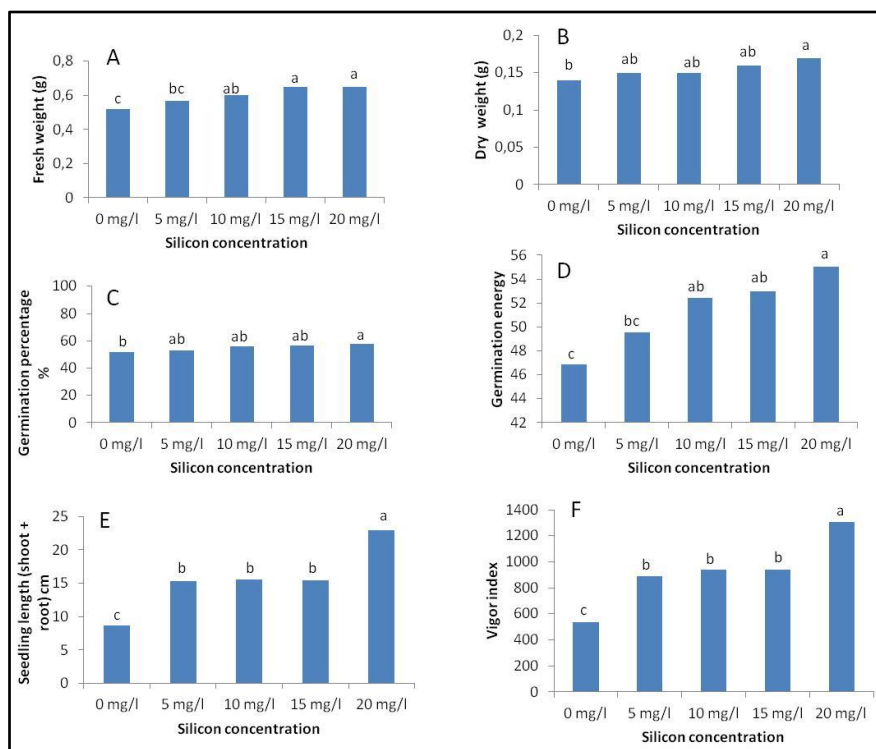 A
Fresh weight (g)
0,8
0,6
0,4
0,2
0
c
bc
ab
a
a
0 mg/l 5 mg/l 10 mg/l 15 mg/l 20 mg/l
Silicon concentration
B
Dry weight (g)
0,2
0,15
0,1
0,05
0
b
ab
ab
ab
a
0 mg/l 5 mg/l 10 mg/l 15 mg/l 20 mg/l
Silicon concentration
C
Germination percentage
%
100
80
60
40
20
0
b
ab
ab
ab
a
0 mg/l 5 mg/l 10 mg/l 15 mg/l 20 mg/l
Silicon concentration
D
Germination energy
56
54
52
50
48
46
44
42
c
bc
ab
ab
a
0 mg/l 5 mg/l 10 mg/l 15 mg/l 20 mg/l
Silicon concentration
E
Seedling length (shoot +
root) cm
25
20
15
10
5
0
c
b
b
b
a
0 mg/l 5 mg/l 10 mg/l 15 mg/l 20 mg/l
Silicon concentration
F
Vigor index
1400
1200
1000
800
600
400
200
0
c
b
b
b
a
0 mg/l 5 mg/l 10 mg/l 15 mg/l 20 mg/l
Silicon concentration